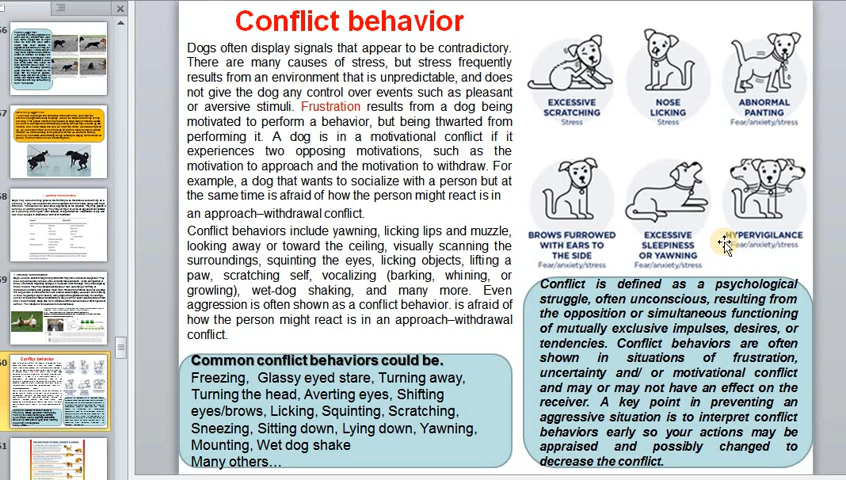 Conflict behavior
Dogs often display signals that appear to be contradictory.
There are many causes of stress, but stress frequently
results from an environment that is unpredictable, and does
not give the dog any control over events such as pleasant
or aversive stimuli. Frustration results from a dog being
motivated to perform a behavior, but being thwarted from
performing it. A dog is in a motivational conflict if it
experiences two opposing motivations, such as the
motivation to approach and the motivation to withdraw. For
example, a dog that wants to socialize with a person but at
the same time is afraid of how the person might react is in
an approach–withdrawal conflict.
Conflict behaviors include yawning, licking lips and muzzle,
looking away or toward the ceiling, visually scanning the
surroundings, squinting the eyes, licking objects, lifting a
paw, scratching self, vocalizing (barking, whining, or
growling), wet-dog shaking, and many more. Even
aggression is often shown as a conflict behavior. is afraid of
how the person might react is in an approach–withdrawal
conflict.
Common conflict behaviors could be.
Freezing, Glassy eyed stare, Turning away,
Turning the head, Averting eyes, Shifting
eyes/brows, Licking, Squinting, Scratching,
Sneezing, Sitting down, Lying down, Yawning,
Mounting, Wet dog shake
Many others...
EXCESSIVE
SCRATCHING
Stress
NOSE
LICKING
Stress
ABNORMAL
PANTING
Fear/anxiety/stress
BROWS FURROWED
WITH EARS TO
THE SIDE
Fear/anxiety/stress
EXCESSIVE
SLEEPINESS
OR YAWNING
Fear/anxiety/stress
HYPERVIGILANCE
Fear/anxiety/stress
Conflict is defined as a psychological
struggle, often unconscious, resulting from
the opposition or simultaneous functioning
of mutually exclusive impulses, desires, or
tendencies. Conflict behaviors are often
shown in situations of frustration,
uncertainty and/ or motivational conflict
and may or may not have an effect on the
receiver. A key point in preventing an
aggressive situation is to interpret conflict
behaviors early so your actions may be
appraised and possibly changed to
decrease the conflict.